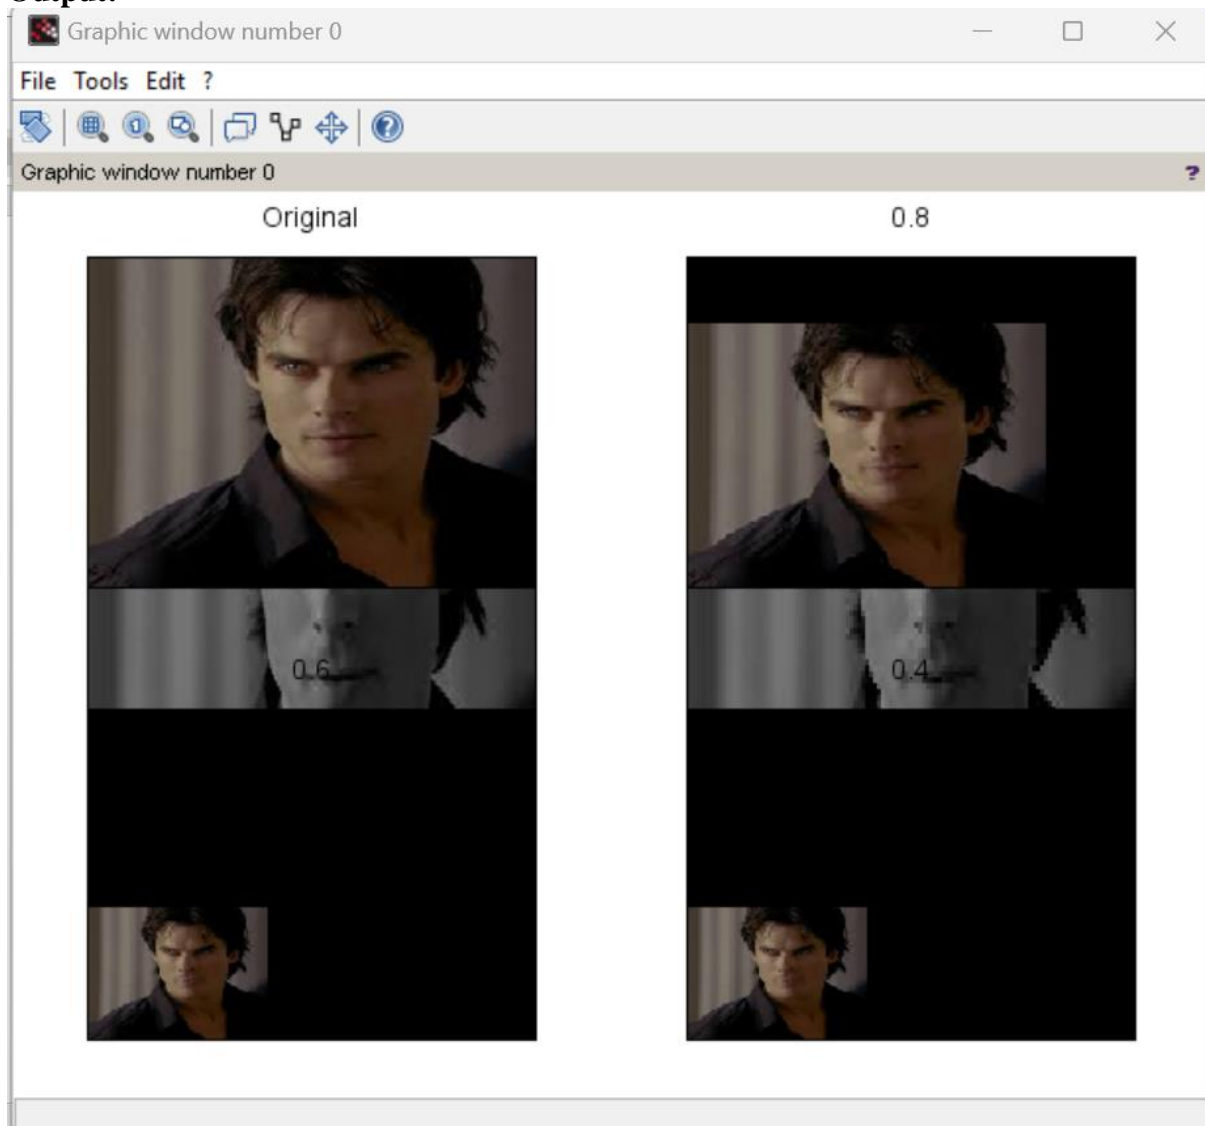 Output:
Graphic window number 0
File Tools Edit ?
Graphic window number 0 ?
Original 0.8
0.6 0.4